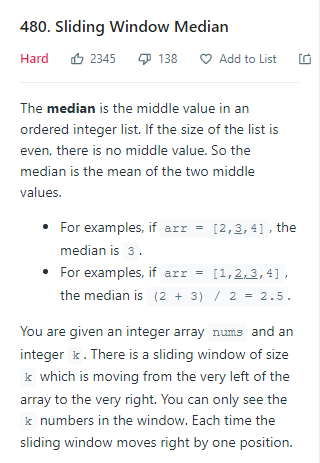 480. Sliding Window Median
Hard 2345 138 Add to List
The median is the middle value in an
ordered integer list. If the size of the list is
even, there is no middle value. So the
median is the mean of the two middle
values.
• For examples, if arr = [2,3,4] , the
median is 3 .
• For examples, if arr = [1,2,3,4] ,
the median is (2 + 3) / 2 = 2.5 .
You are given an integer array nums and an
integer k . There is a sliding window of size
k which is moving from the very left of the
array to the very right. You can only see the
k numbers in the window. Each time the
sliding window moves right by one position.